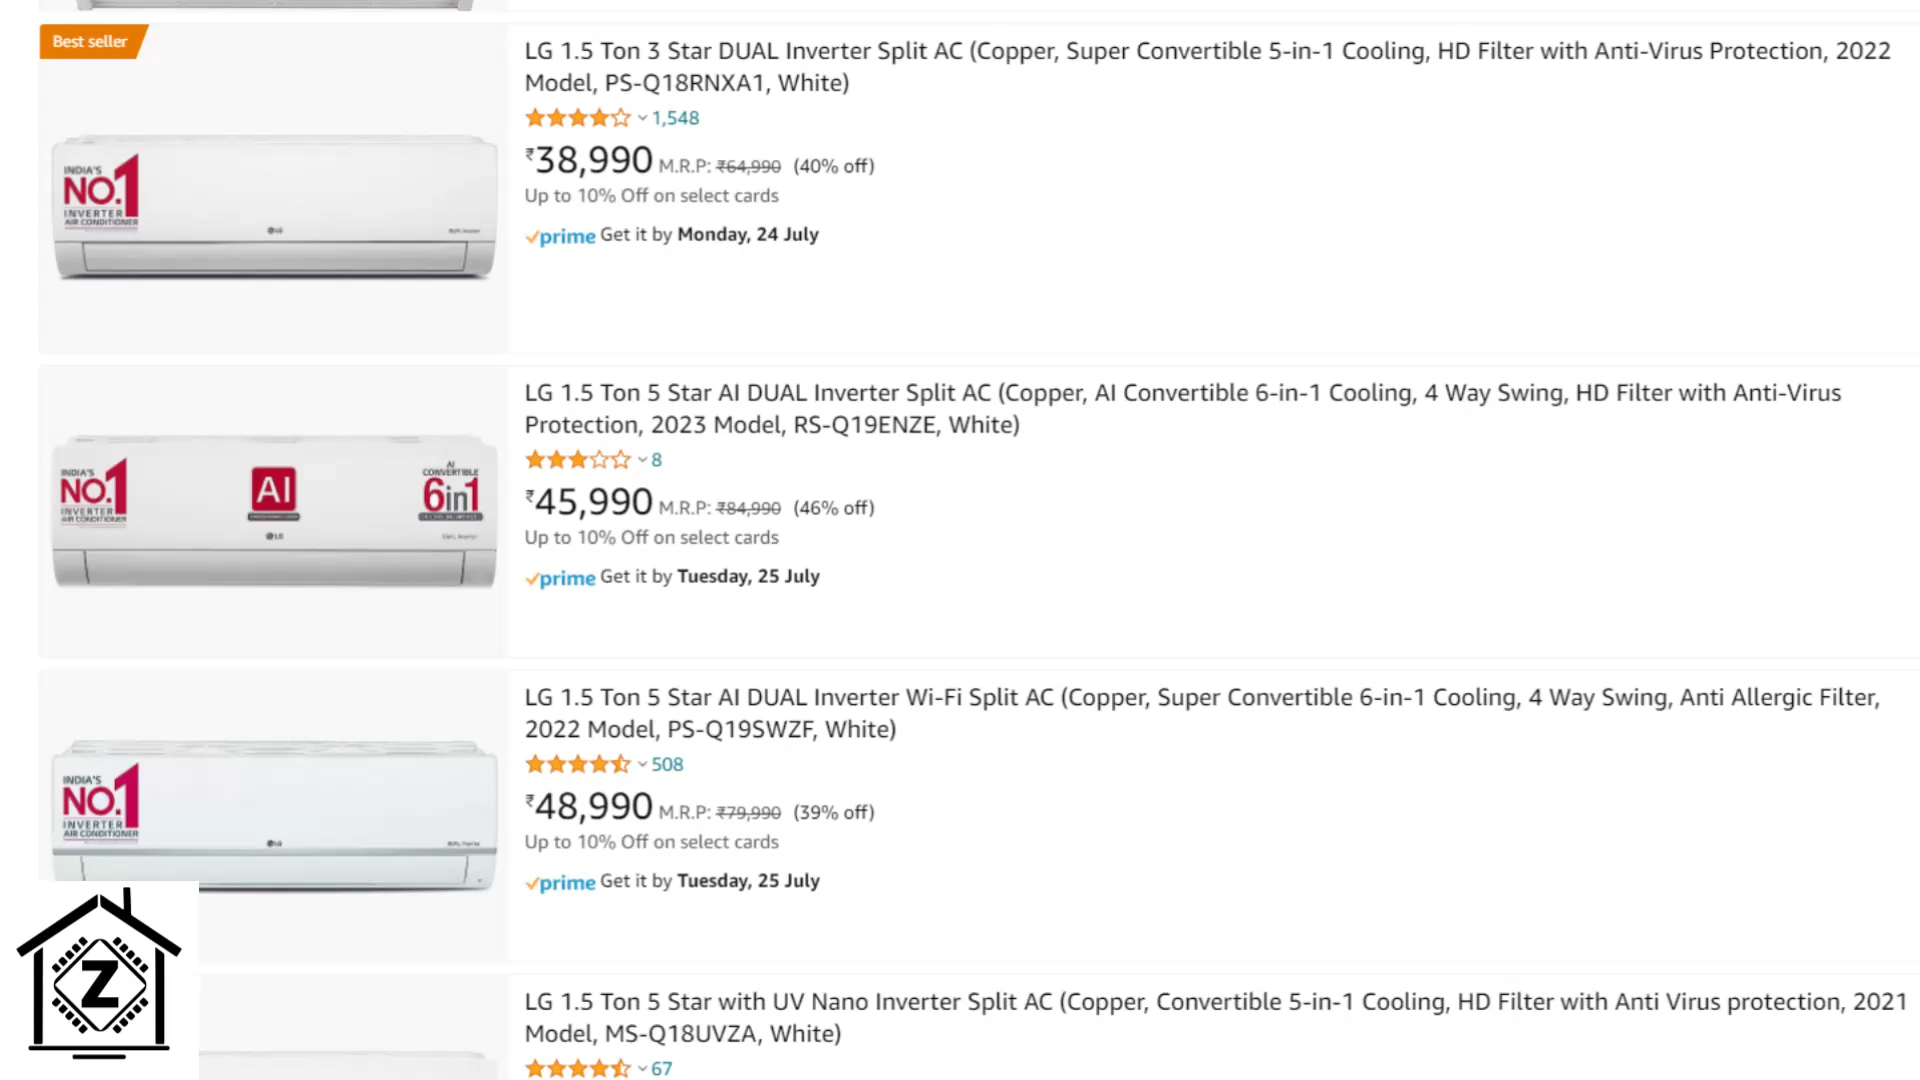 Best seller
LG 1.5 Ton 3 Star DUAL Inverter Split AC (Copper, Super Convertible 5-in-1 Cooling, HD Filter with Anti-Virus Protection, 2022
Model, PS-Q18RNXA1, White)
1,548
₹38,990 M.R.P: ₹64,990 (40% off)
Up to 10% Off on select cards
prime Get it by Monday, 24 July
INDIA'S
NO.1
INVERTER
AIR CONDITIONER
LG
LG 1.5 Ton 5 Star AI DUAL Inverter Split AC (Copper, AI Convertible 6-in-1 Cooling, 4 Way Swing, HD Filter with Anti-Virus
Protection, 2023 Model, RS-Q19ENZE, White)
8
₹45,990 M.R.P: ₹84,990 (46% off)
Up to 10% Off on select cards
prime Get it by Tuesday, 25 July
INDIA'S
NO.1
INVERTER
AIR CONDITIONER
AI
AI
CONVERTIBLE
6in1
LG
LG 1.5 Ton 5 Star AI DUAL Inverter Wi-Fi Split AC (Copper, Super Convertible 6-in-1 Cooling, 4 Way Swing, Anti Allergic Filter,
2022 Model, PS-Q19SWZF, White)
508
₹48,990 M.R.P: ₹79,990 (39% off)
Up to 10% Off on select cards
prime Get it by Tuesday, 25 July
INDIA'S
NO.1
INVERTER
AIR CONDITIONER
LG
Z
LG 1.5 Ton 5 Star with UV Nano Inverter Split AC (Copper, Convertible 5-in-1 Cooling, HD Filter with Anti Virus protection, 2021
Model, MS-Q18UVZA, White)
67